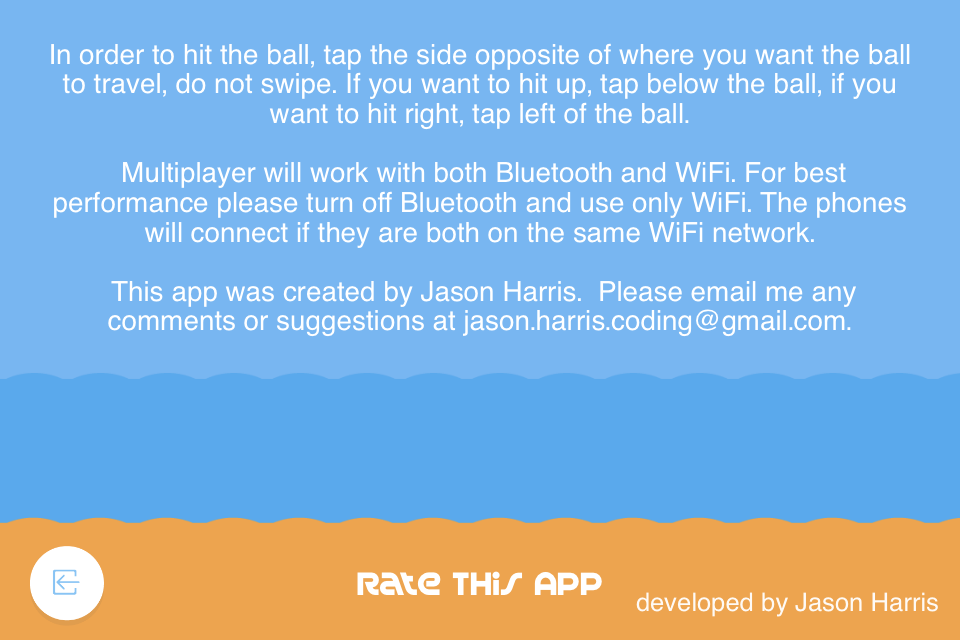 In order to hit the ball, tap the side opposite of where you want the ball
to travel, do not swipe. If you want to hit up, tap below the ball, if you
want to hit right, tap left of the ball.
Multiplayer will work with both Bluetooth and WiFi. For best
performance please turn off Bluetooth and use only WiFi. The phones
will connect if they are both on the same WiFi network.
This app was created by Jason Harris.  Please email me any
comments or suggestions at jason.harris.coding@gmail.com.
Rate THis APP
developed by Jason Harris